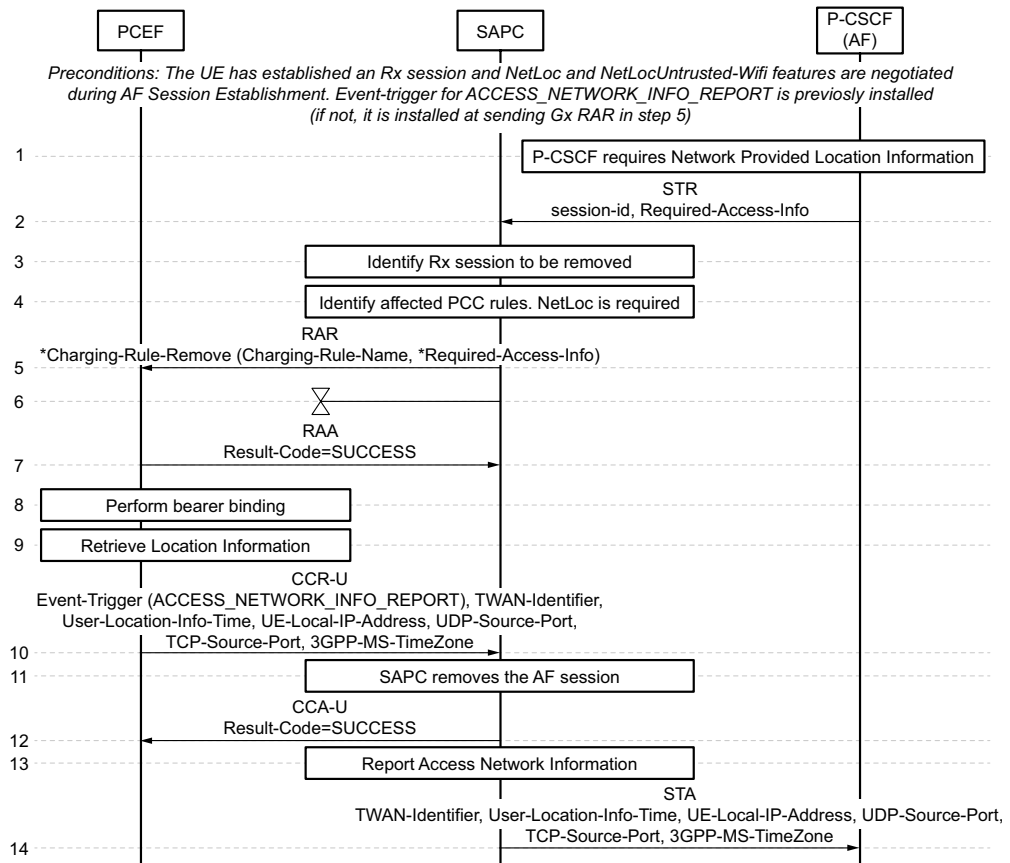 PCEF
SAPC
P-CSCF
(AF)
Preconditions: The UE has established an Rx session and NetLoc and NetLocUntrusted-Wifi features are negotiated
during AF Session Establishment. Event-trigger for ACCESS_NETWORK_INFO_REPORT is previosly installed
(if not, it is installed at sending Gx RAR in step 5)
1
P-CSCF requires Network Provided Location Information
STR
session-id, Required-Access-Info
2
3
Identify Rx session to be removed
4
Identify affected PCC rules. NetLoc is required
RAR
*Charging-Rule-Remove (Charging-Rule-Name, *Required-Access-Info)
5
6
RAA
Result-Code=SUCCESS
7
8
Perform bearer binding
9
Retrieve Location Information
CCR-U
Event-Trigger (ACCESS_NETWORK_INFO_REPORT), TWAN-Identifier,
User-Location-Info-Time, UE-Local-IP-Address, UDP-Source-Port,
TCP-Source-Port, 3GPP-MS-TimeZone
10
11
SAPC removes the AF session
CCA-U
Result-Code=SUCCESS
12
13
Report Access Network Information
STA
TWAN-Identifier, User-Location-Info-Time, UE-Local-IP-Address, UDP-Source-Port,
TCP-Source-Port, 3GPP-MS-TimeZone
14